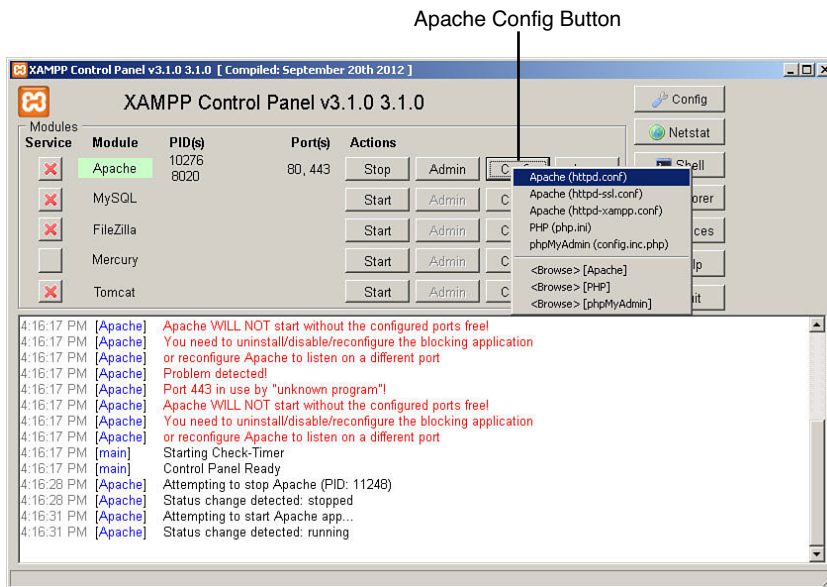 Apache Config Button
XAMPP Control Panel v3.1.0 3.1.0 [ Compiled: September 20th 2012 ]
XAMPP Control Panel v3.1.0 3.1.0
Config
Modules
Netstat
Service Module PID(s) Port(s) Actions
Shell
Apache 10276 80, 443 Stop Admin
8020
Apache (httpd.conf)
Apache (httpd-ssl.conf)
Apache (httpd-xampp.conf)
PHP (php.ini)
phpMyAdmin (config.inc.php)
<Browse> [Apache]
<Browse> [PHP]
<Browse> [phpMyAdmin]
MySQL Start Admin
FileZilla Start Admin
Mercury Start Admin
Tomcat Start Admin
4:16:17 PM [Apache] Apache WILL NOT start without the configured ports free!
4:16:17 PM [Apache] You need to uninstall/disable/reconfigure the blocking application
4:16:17 PM [Apache] or reconfigure Apache to listen on a different port
4:16:17 PM [Apache] Problem detected!
4:16:17 PM [Apache] Port 443 in use by "unknown program"!
4:16:17 PM [Apache] Apache WILL NOT start without the configured ports free!
4:16:17 PM [Apache] You need to uninstall/disable/reconfigure the blocking application
4:16:17 PM [Apache] or reconfigure Apache to listen on a different port
4:16:17 PM [main] Starting Check-Timer
4:16:17 PM [main] Control Panel Ready
4:16:28 PM [Apache] Attempting to stop Apache (PID: 11248)
4:16:28 PM [Apache] Status change detected: stopped
4:16:31 PM [Apache] Attempting to start Apache app...
4:16:31 PM [Apache] Status change detected: running